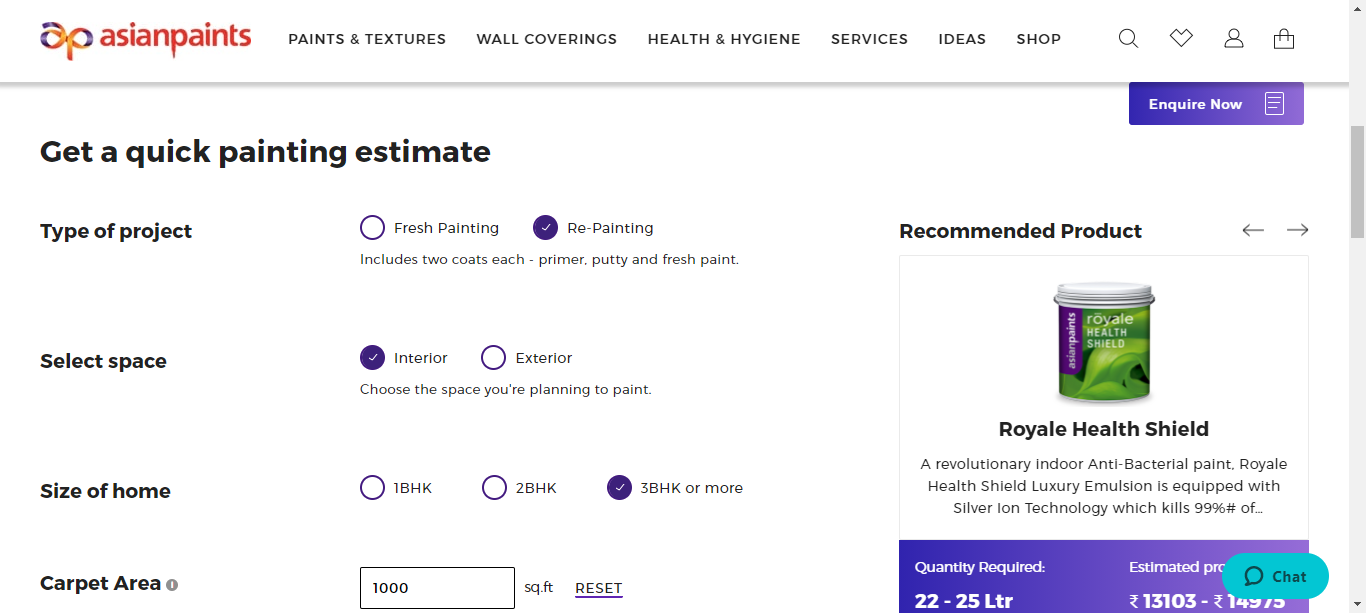 asianpaints
PAINTS & TEXTURES
WALL COVERINGS
HEALTH & HYGIENE
SERVICES
IDEAS
SHOP
Enquire Now
Get a quick painting estimate
Type of project
Fresh Painting
Re-Painting
Includes two coats each - primer, putty and fresh paint.
Select space
Interior
Exterior
Choose the space you're planning to paint.
Size of home
1BHK
2BHK
3BHK or more
Carpet Area
1000
sq.ft
RESET
Recommended Product
asianpaints
rōyale
HEALTH
SHIELD
Royale Health Shield
A revolutionary indoor Anti-Bacterial paint, Royale
Health Shield Luxury Emulsion is equipped with
Silver Ion Technology which kills 99%# of...
Quantity Required:
22 - 25 Ltr
Estimated
₹ 13103 - ₹ 14975
Chat